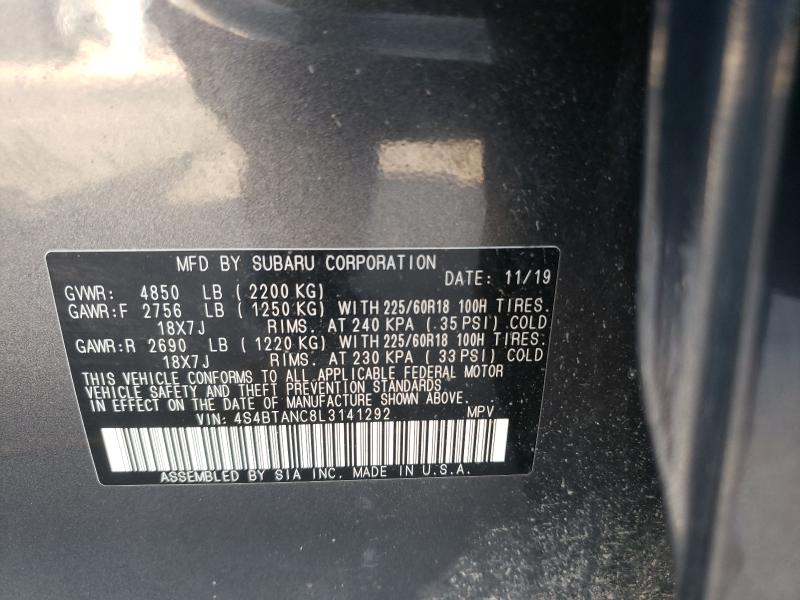 MFD BY SUBARU CORPORATION
DATE: 11/19
GVWR: 4850 LB (2200 KG)
GAWR:F 2756 LB (1250 KG) WITH 225/60R18 100H TIRES.
18X7J RIMS. AT 240 KPA (.35 PSI) COLD
GAWR:R 2690 LB (1220 KG) WITH 225/60R18 100H TIRES.
18X7J RIMS. AT 230 KPA (33 PSI) COLD
THIS VEHICLE CONFORMS TO ALL APPLICABLE FEDERAL MOTOR
VEHICLE SAFETY AND THEFT PREVENTION STANDARDS
IN EFFECT ON THE DATE OF MANUFACTURE SHOWN ABOVE.
VIN: 4S4BTANC8L3141292 MPV
ASSEMBLED BY SIA INC. MADE IN U.S.A.